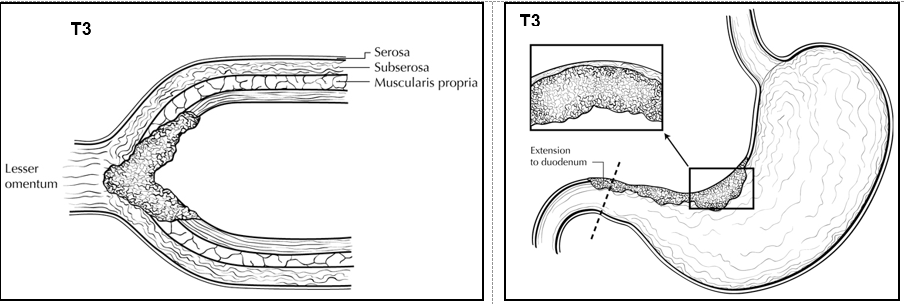 T3
Serosa
Subserosa
Muscularis propria
Lesser
omentum
T3
Extension
to duodenum